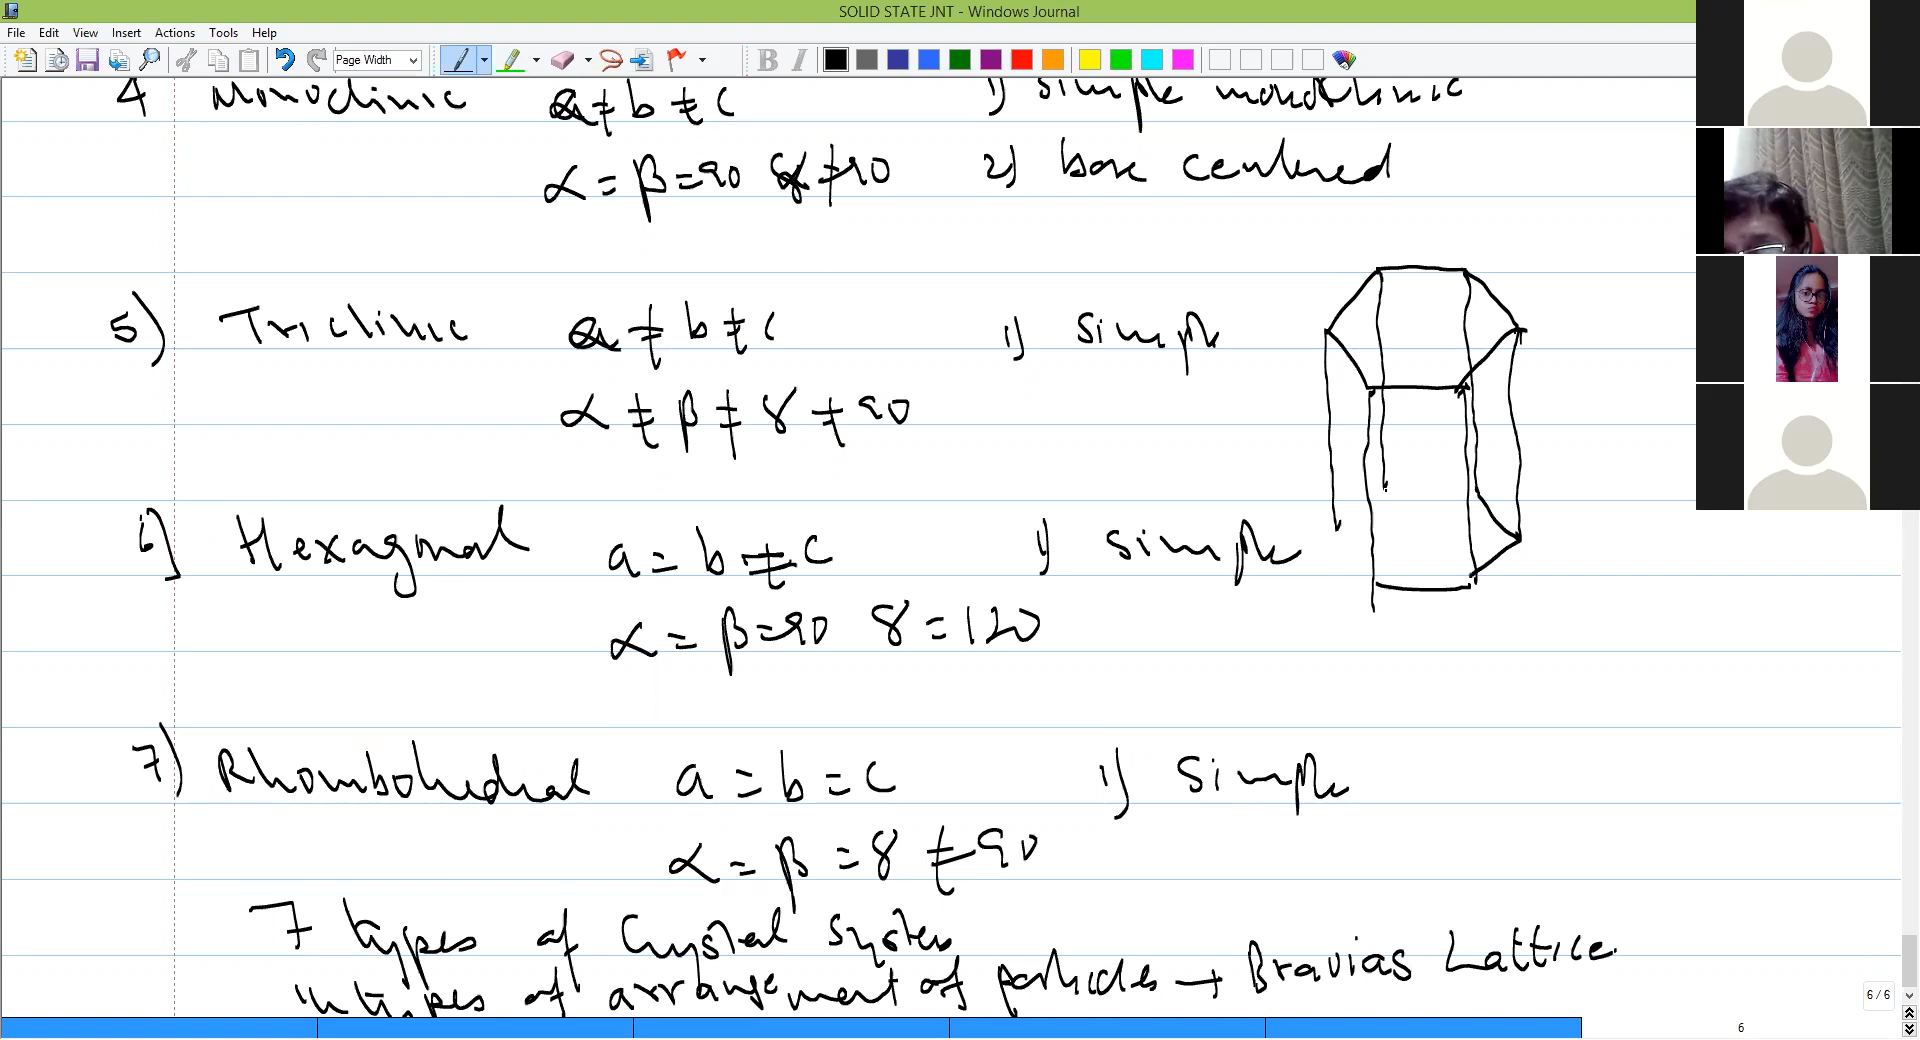 SOLID STATE JNT - Windows Journal
File Edit View Insert Actions Tools Help
Page Width
B I
4 Monoclinic a ≠ b ≠ c 1) simple monoclinic
α = β = 90 γ ≠ 90 2) base centered
5) Triclinic a ≠ b ≠ c 1) simple
α ≠ β ≠ γ ≠ 90
6) Hexagonal a = b ≠ c 1) simple
α = β = 90 γ = 120
7) Rhombohedral a = b = c 1) simple
α = β = γ ≠ 90
7 types of Crystal System
14 types of arrangement of particles → Bravias Lattice.
6 / 6
6